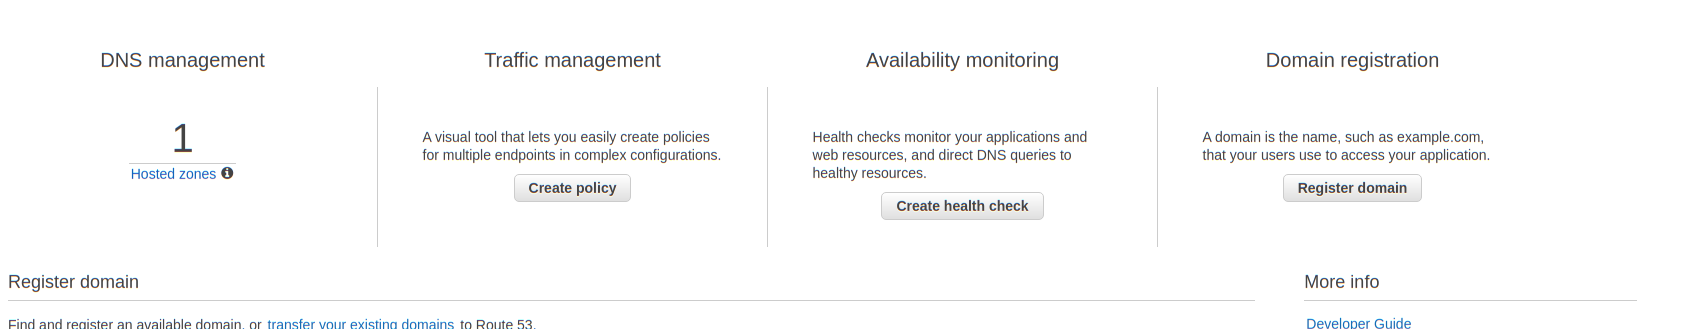 DNS management
1
Hosted zones
Traffic management
A visual tool that lets you easily create policies
for multiple endpoints in complex configurations.
Create policy
Availability monitoring
Health checks monitor your applications and
web resources, and direct DNS queries to
healthy resources.
Create health check
Domain registration
A domain is the name, such as example.com,
that your users use to access your application.
Register domain
Register domain
Find and register an available domain, or transfer your existing domains to Route 53.
More info
Developer Guide